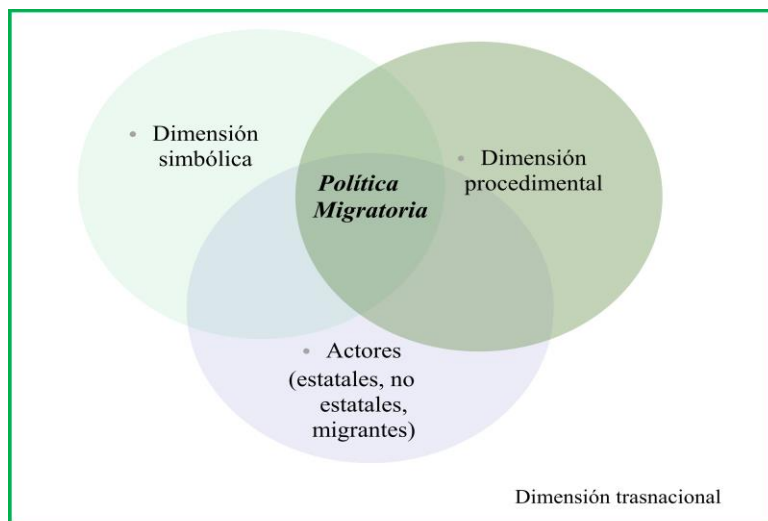 • Dimensión
simbólica
• Dimensión
procedimental
Política
Migratoria
• Actores
(estatales, no
estatales,
migrantes)
Dimensión trasnacional